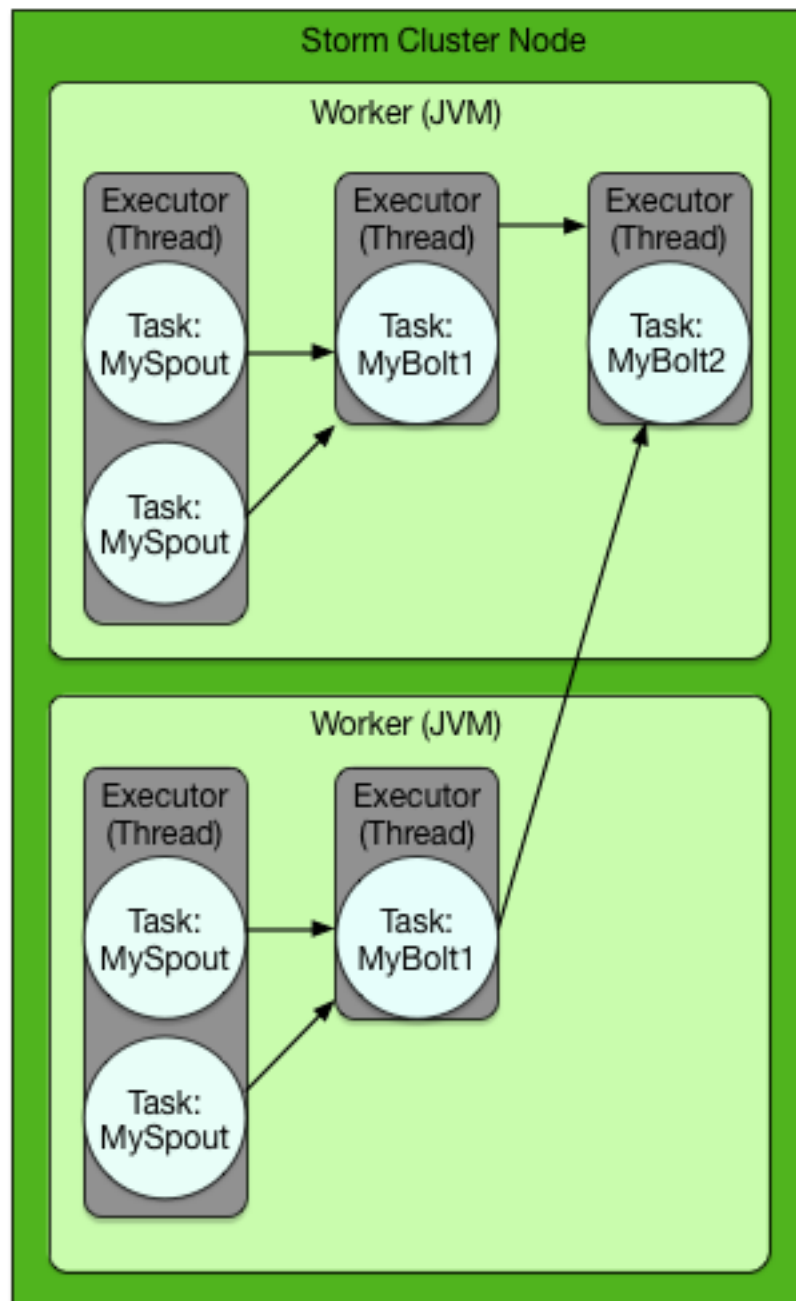 Storm Cluster Node
Worker (JVM)
Executor
(Thread)
Task:
MySpout
Task:
MySpout
Executor
(Thread)
Task:
MyBolt1
Executor
(Thread)
Task:
MyBolt2
Worker (JVM)
Executor
(Thread)
Task:
MySpout
Task:
MySpout
Executor
(Thread)
Task:
MyBolt1